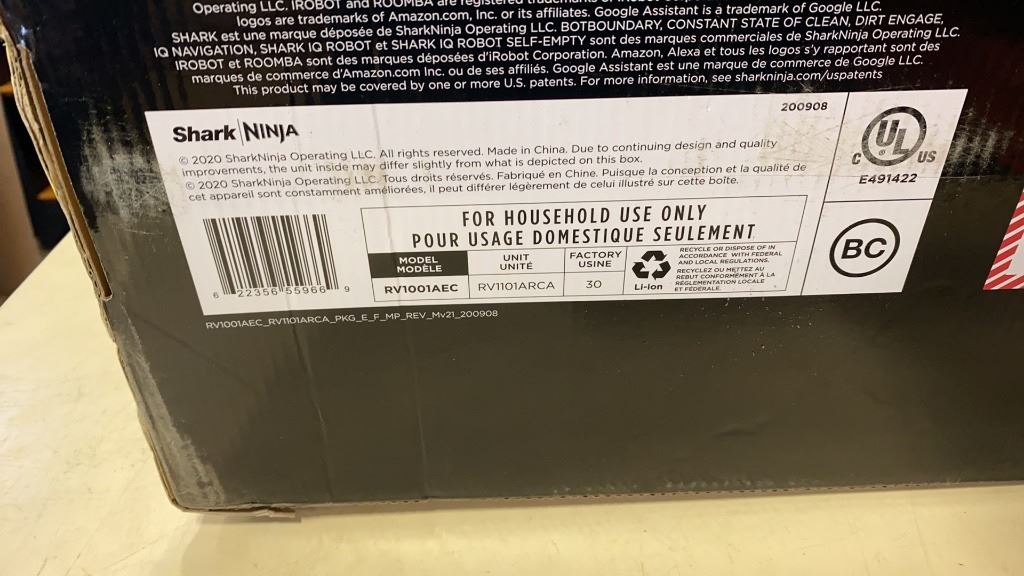 Operating LLC. IROBOT and ROOMBA are registered
logos are trademarks of Amazon.com, Inc. or its affiliates. Google Assistant is a trademark of Google LLC.
SHARK est une marque déposée de SharkNinja Operating LLC. BOTBOUNDARY, CONSTANT STATE OF CLEAN, DIRT ENGAGE,
IQ NAVIGATION, SHARK IQ ROBOT et SHARK IQ ROBOT SELF-EMPTY sont des marques commerciales de SharkNinja Operating LLC.
IROBOT et ROOMBA sont des marques déposées d'iRobot Corporation. Amazon, Alexa et tous les logos s'y rapportant sont des
marques de commerce d'Amazon.com Inc. ou de ses affiliés. Google Assistant est une marque de commerce de Google LLC.
This product may be covered by one or more U.S. patents. For more information, see sharkninja.com/uspatents
200908
Shark NINJA
© 2020 SharkNinja Operating LLC. All rights reserved. Made in China. Due to continuing design and quality
improvements, the unit inside may differ slightly from what is depicted on this box.
© 2020 SharkNinja Operating LLC. Tous droits réservés. Fabriqué en Chine. Puisque la conception et la qualité de
cet appareil sont constamment améliorées, il peut différer légèrement de celui illustré sur cette boîte.
C UL US
E491422
BC
FOR HOUSEHOLD USE ONLY
POUR USAGE DOMESTIQUE SEULEMENT
MODEL
MODÈLE
RV1001AEC
UNIT
UNITÉ
RV1101ARCA
FACTORY
USINE
30
Li-ion
RECYCLE OR DISPOSE OF IN
ACCORDANCE WITH FEDERAL
AND LOCAL REGULATIONS.
RECYCLEZ OU METTEZ AU
REBUT CONFORMÉMENT À LA
RÉGLEMENTATION LOCALE
ET FÉDÉRALE.
6 22356 55966 9
RV1001AEC_RV1101ARCA_PKG_E_F_MP_REV_Mv21_200908